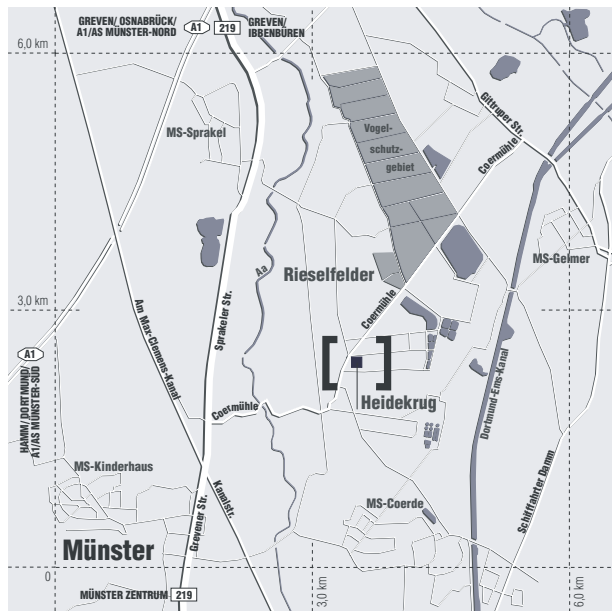 GREVEN/OSNABRÜCK/
A1/AS MÜNSTER-NORD
A1
219
GREVEN/
IBBENBÜREN
6,0 km
MS-Sprakel
Vogel-
schutz-
gebiet
Gittruper Str.
Coermühle
MS-Gelmer
Aa
Rieselfelder
3,0 km
Am Max-Clemens-Kanal
Sprakeler Str.
Coermühle
A1
HAMM/DORTMUND/
A1/AS MÜNSTER-SÜD
Heidekrug
Coermühle
Dortmund-Ems-Kanal
Schiffahrter Damm
MS-Kinderhaus
Kanalstr.
Grevener Str.
MS-Coerde
Münster
0
MÜNSTER ZENTRUM
219
3,0 km
6,0 km